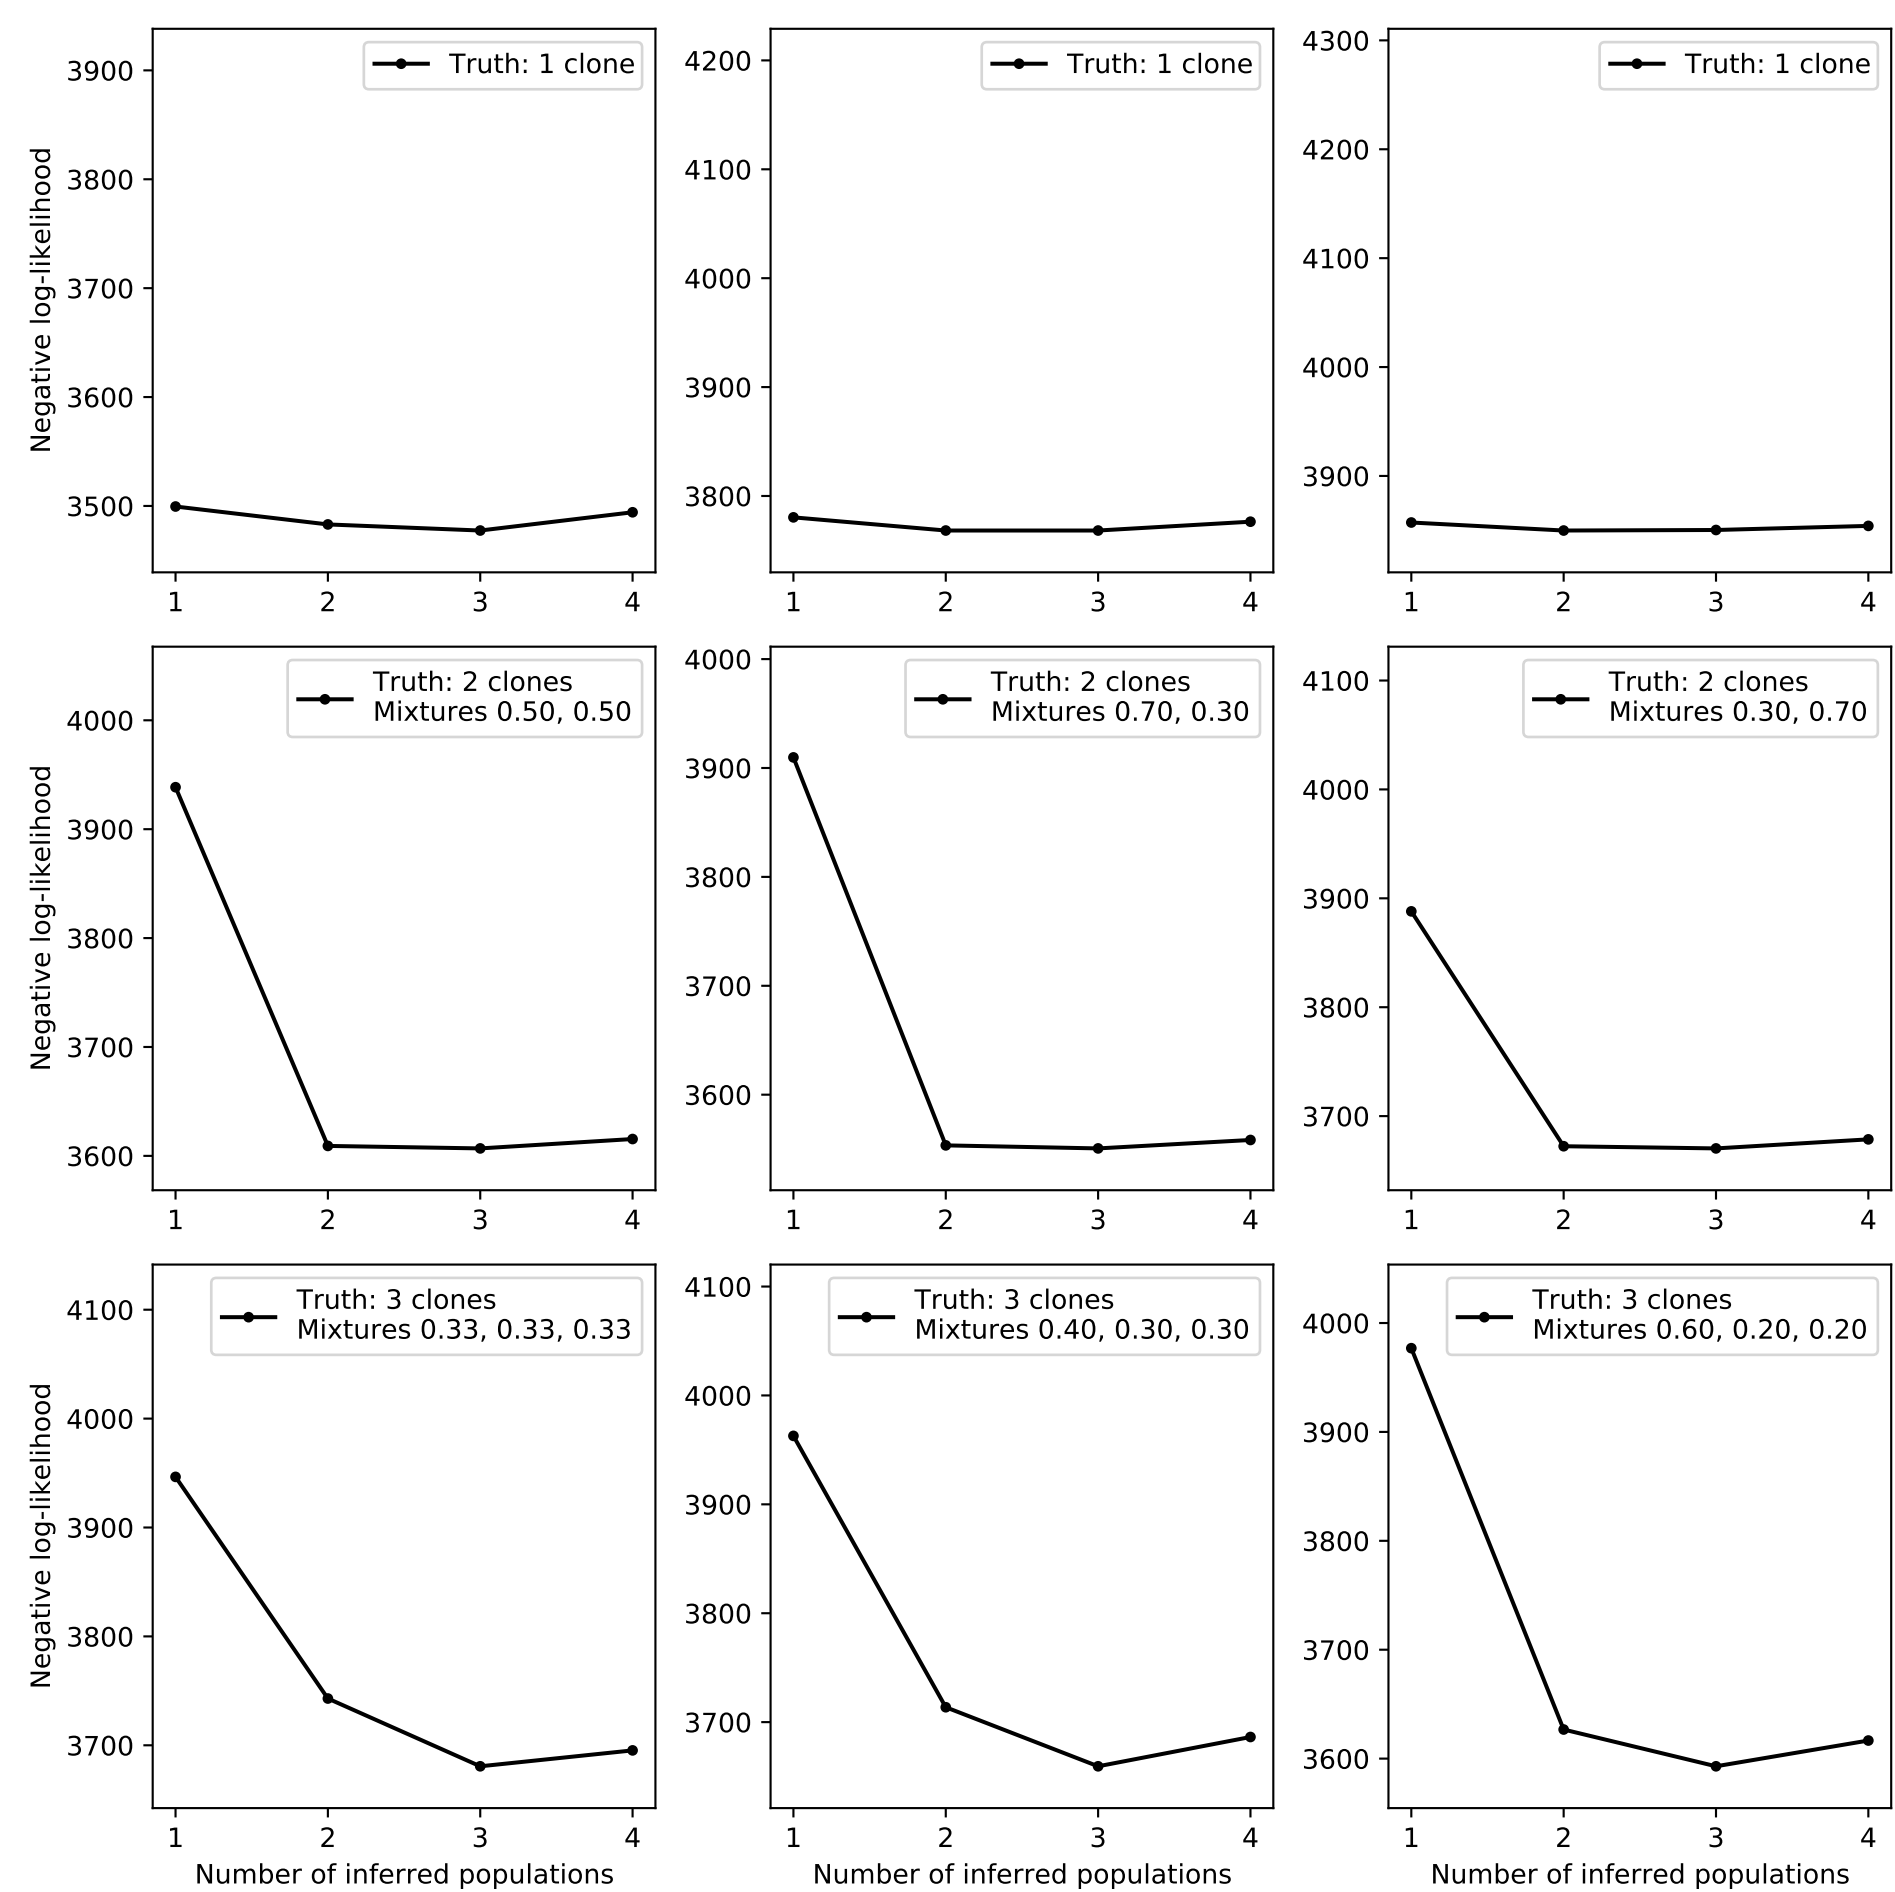 Negative log-likelihood
3900
3800
3700
3600
3500
Truth: 1 clone
1 2 3 4
4200
4100
4000
3900
3800
Truth: 1 clone
1 2 3 4
4300
4200
4100
4000
3900
Truth: 1 clone
1 2 3 4
Negative log-likelihood
4000
3900
3800
3700
3600
Truth: 2 clones
Mixtures 0.50, 0.50
1 2 3 4
4000
3900
3800
3700
3600
Truth: 2 clones
Mixtures 0.70, 0.30
1 2 3 4
4100
4000
3900
3800
3700
Truth: 2 clones
Mixtures 0.30, 0.70
1 2 3 4
Negative log-likelihood
4100
4000
3900
3800
3700
Truth: 3 clones
Mixtures 0.33, 0.33, 0.33
1 2 3 4
Number of inferred populations
4100
4000
3900
3800
3700
Truth: 3 clones
Mixtures 0.40, 0.30, 0.30
1 2 3 4
Number of inferred populations
4000
3900
3800
3700
3600
Truth: 3 clones
Mixtures 0.60, 0.20, 0.20
1 2 3 4
Number of inferred populations